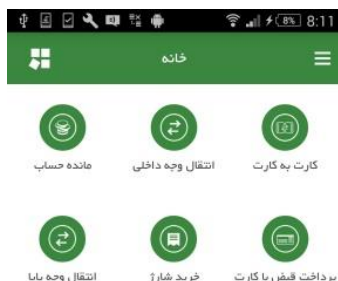 8% 8:11
خانه
کارت به کارت انتقال وجه داخلی مانده حساب
پرداخت قبض با کارت خرید شارژ انتقال وجه پایا